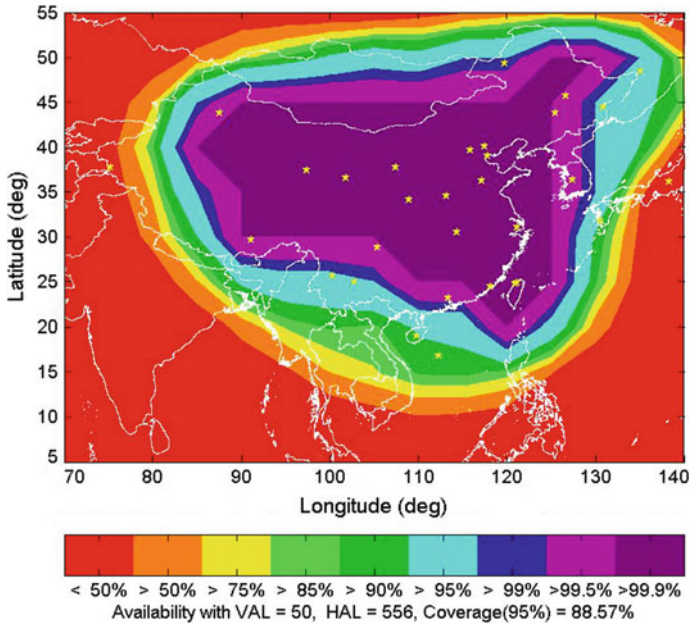 55
50
45
40
35
30
25
20
15
10
5
Latitude (deg)
70 80 90 100 110 120 130 140
Longitude (deg)
< 50% > 50% > 75% > 85% > 90% > 95% > 99% >99.5% >99.9%
Availability with VAL = 50, HAL = 556, Coverage(95%) = 88.57%